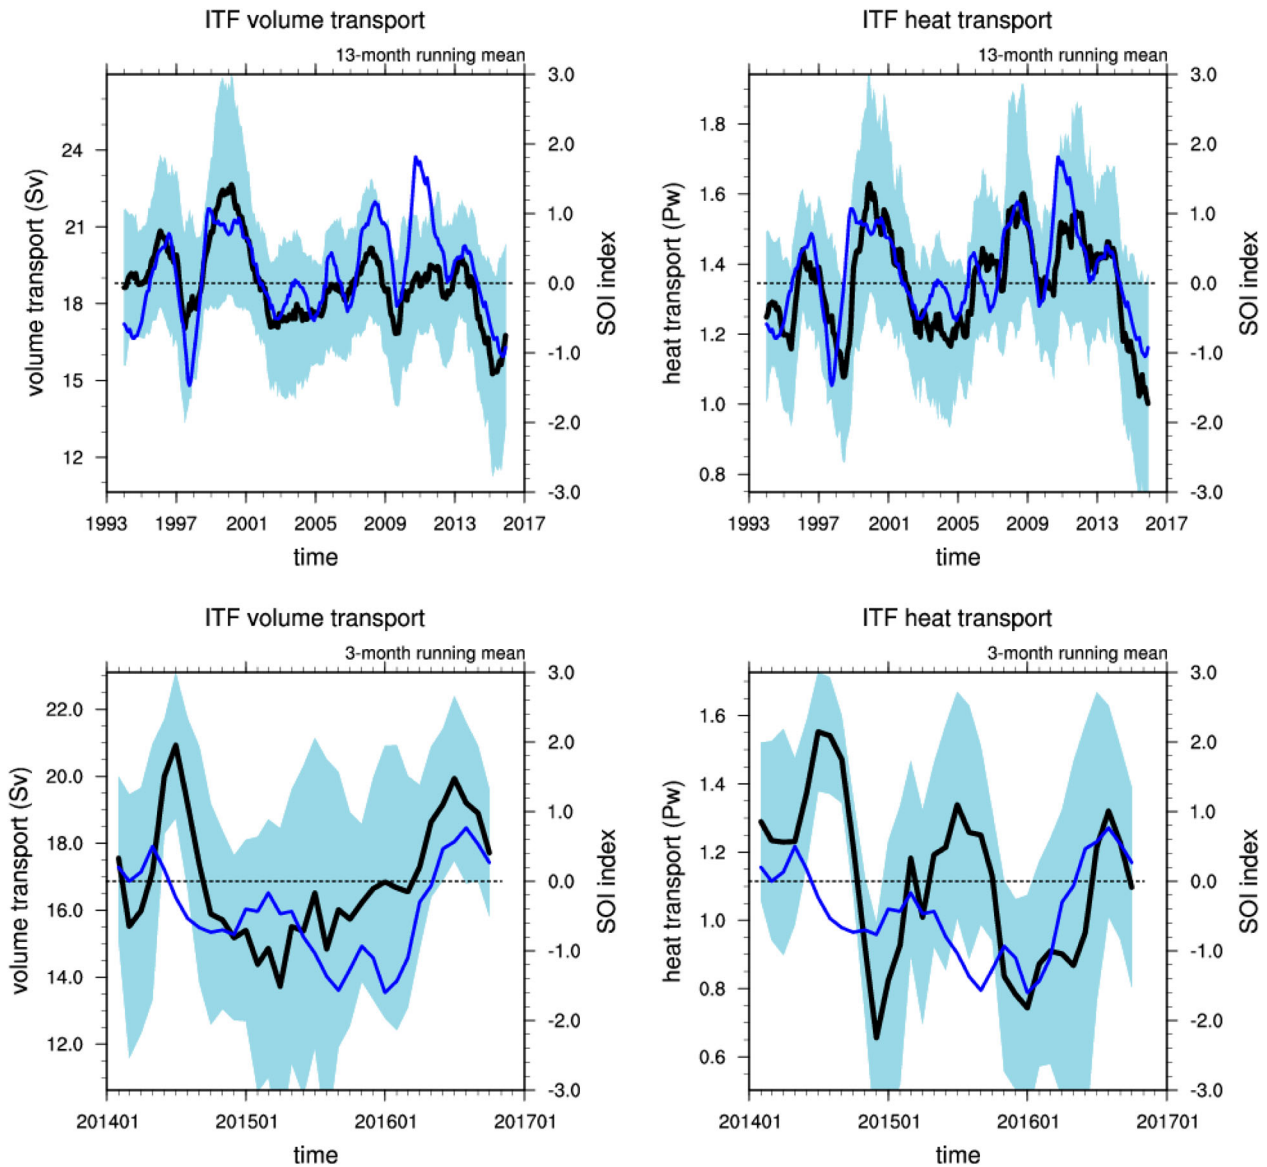 ITF volume transport
13-month running mean
volume transport (Sv)
24
21
18
15
12
3.0
2.0
1.0
0.0
-1.0
-2.0
-3.0
SOI index
1993 1997 2001 2005 2009 2013 2017
time
ITF heat transport
13-month running mean
heat transport (Pw)
1.8
1.6
1.4
1.2
1.0
0.8
3.0
2.0
1.0
0.0
-1.0
-2.0
-3.0
SOI index
1993 1997 2001 2005 2009 2013 2017
time
ITF volume transport
3-month running mean
volume transport (Sv)
22.0
20.0
18.0
16.0
14.0
12.0
3.0
2.0
1.0
0.0
-1.0
-2.0
-3.0
SOI index
201401 201501 201601 201701
time
ITF heat transport
3-month running mean
heat transport (Pw)
1.6
1.4
1.2
1.0
0.8
0.6
3.0
2.0
1.0
0.0
-1.0
-2.0
-3.0
SOI index
201401 201501 201601 201701
time